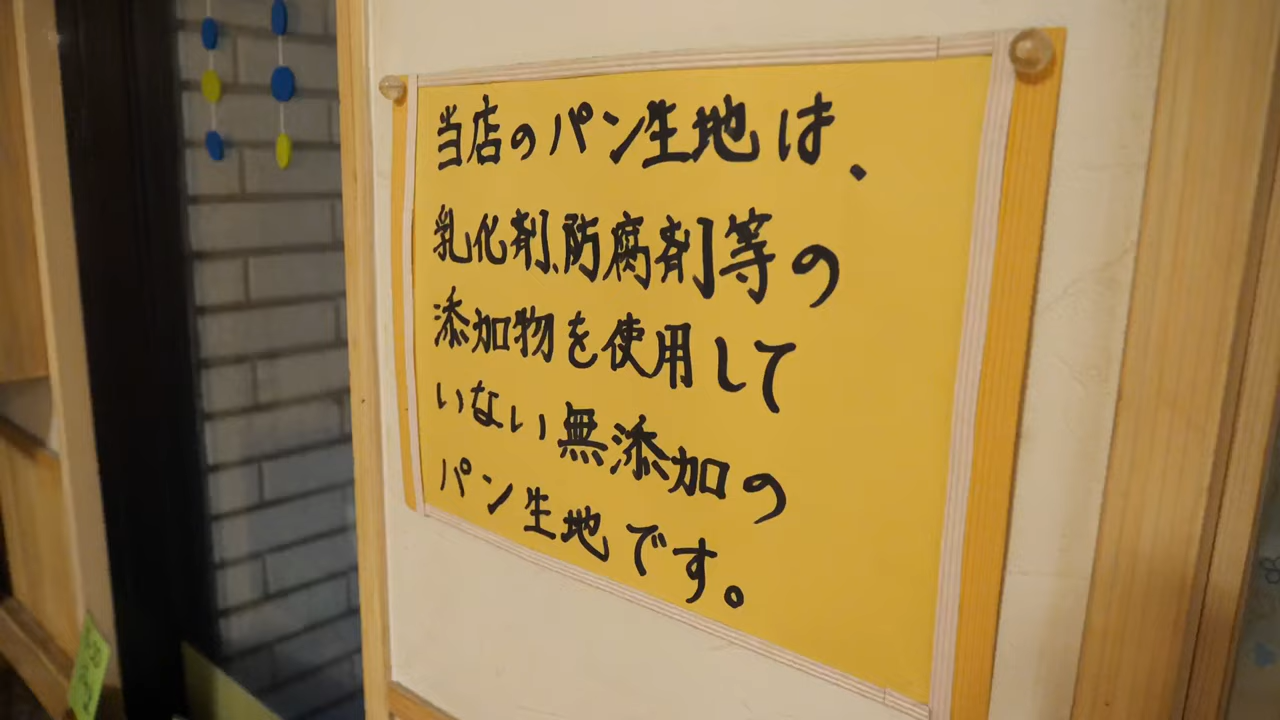 当店のパン生地は、
乳化剤、防腐剤等の
添加物を使用して
いない無添加の
パン生地です。